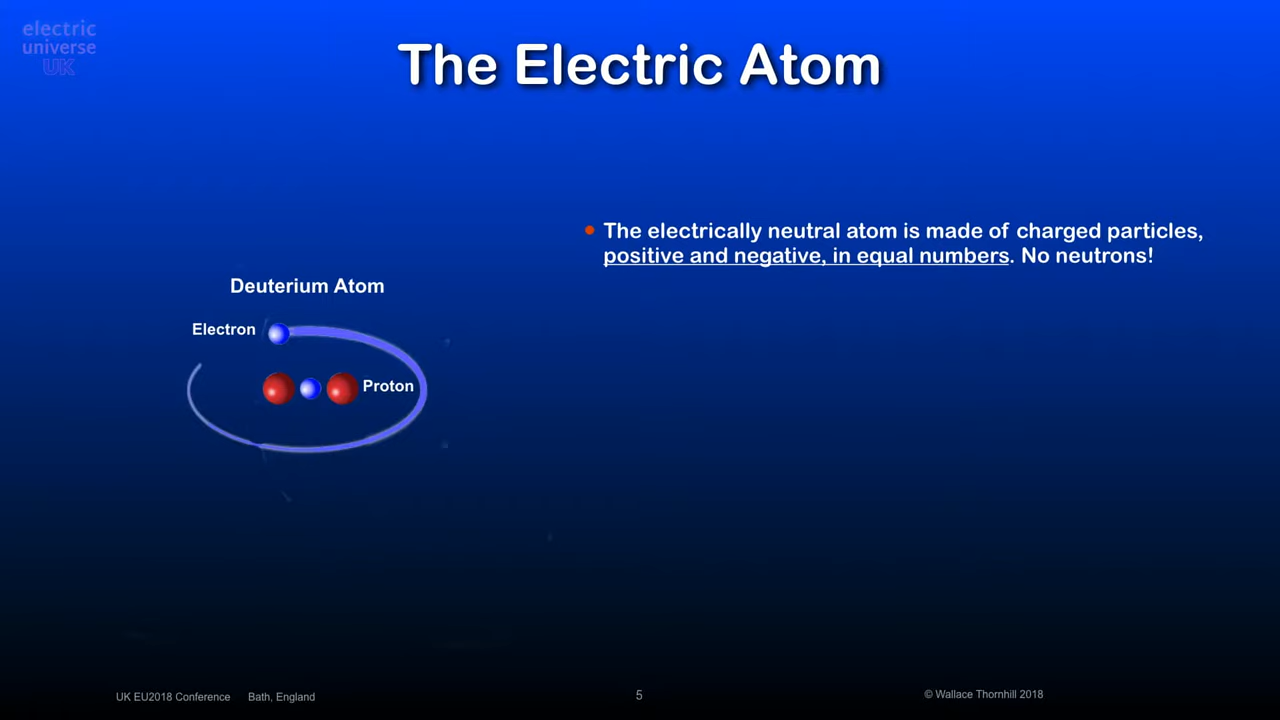 electric
universe
UK
The Electric Atom
The electrically neutral atom is made of charged particles,
positive and negative, in equal numbers. No neutrons!
Deuterium Atom
Electron
Proton
UK EU2018 Conference Bath, England
5
© Wallace Thornhill 2018